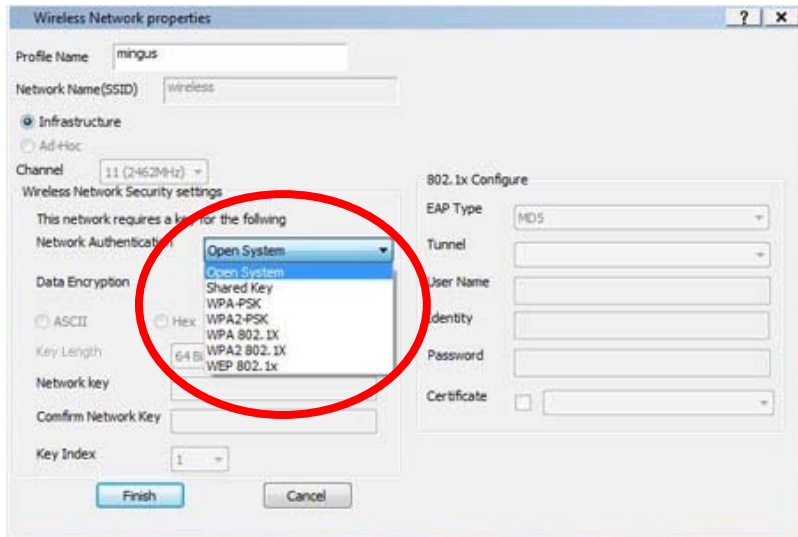 Wireless Network properties
? x
Profile Name mingus
Network Name(SSID) wireless
Infrastructure
Ad-Hoc
Channel 11 (2462MHz)
Wireless Network Security settings
This network requires a key for the follwing
Network Authentication Open System
Open System
Shared Key
WPA-PSK
WPA2-PSK
WPA 802.1X
WPA2 802.1X
WEP 802.1x
Data Encryption
ASCII Hex
Key Length 64 Bi
Network key
Comfirm Network Key
Key Index 1
Finish Cancel
802.1x Configure
EAP Type MD5
Tunnel
User Name
Identity
Password
Certificate